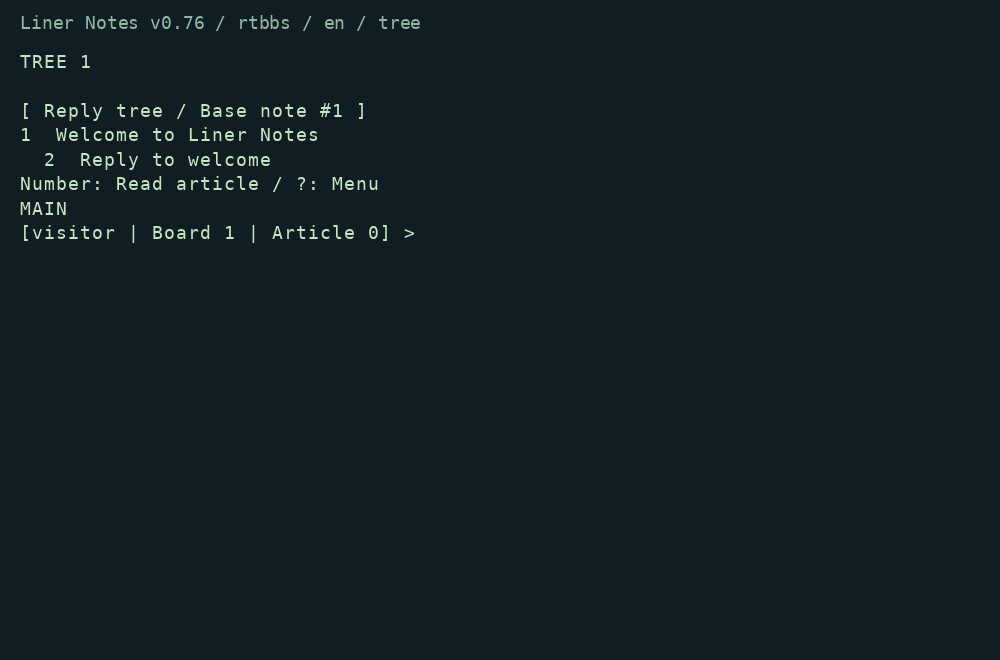 Liner Notes v0.76 / rtbbs / en / tree
TREE 1
[ Reply tree / Base note #1 ]
1  Welcome to Liner Notes
  2  Reply to welcome
Number: Read article / ?: Menu
MAIN
[visitor | Board 1 | Article 0] >